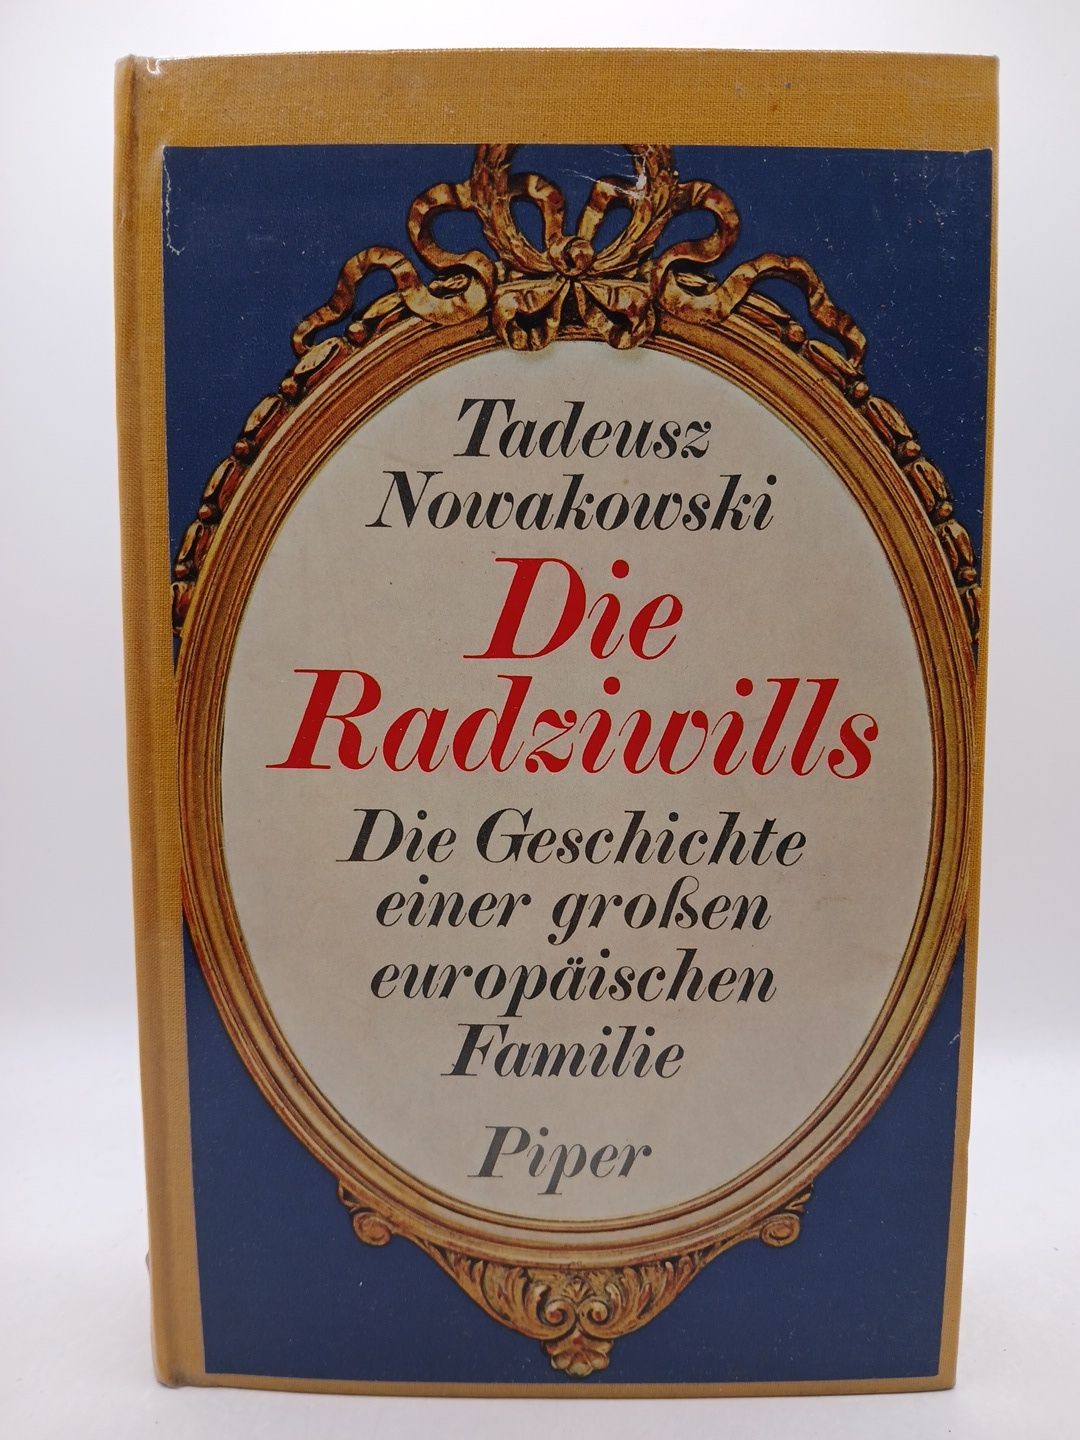 Tadeusz
Nowakowski
Die
Radziwills
Die Geschichte
einer großen
europäischen
Familie
Piper